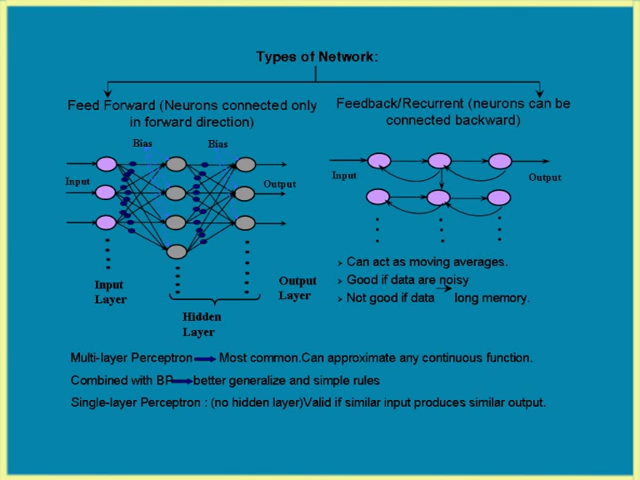 Types of Network:
Feed Forward (Neurons connected only
in forward direction)
Feedback/Recurrent (neurons can be
connected backward)
Bias
Bias
Input
Output
Input
Output
Can act as moving averages.
Good if data are noisy
Not good if data → long memory.
Input
Layer
Output
Layer
Hidden
Layer
Multi-layer Perceptron → Most common.Can approximate any continuous function.
Combined with BP → better generalize and simple rules
Single-layer Perceptron : (no hidden layer)Valid if similar input produces similar output.